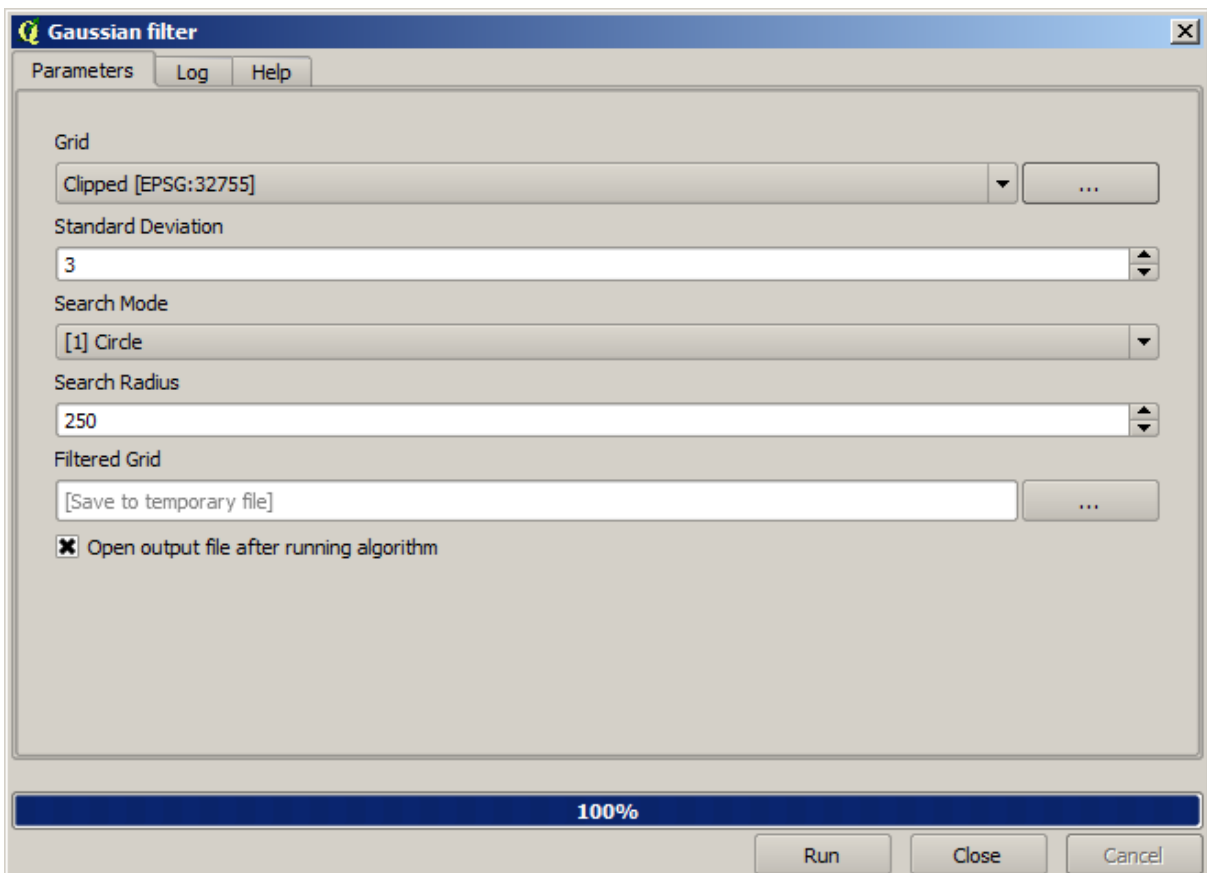 Gaussian filter
Parameters Log Help
Grid
Clipped [EPSG:32755] ...
Standard Deviation
3
Search Mode
[1] Circle
Search Radius
250
Filtered Grid
[Save to temporary file] ...
Open output file after running algorithm
100%
Run Close Cancel